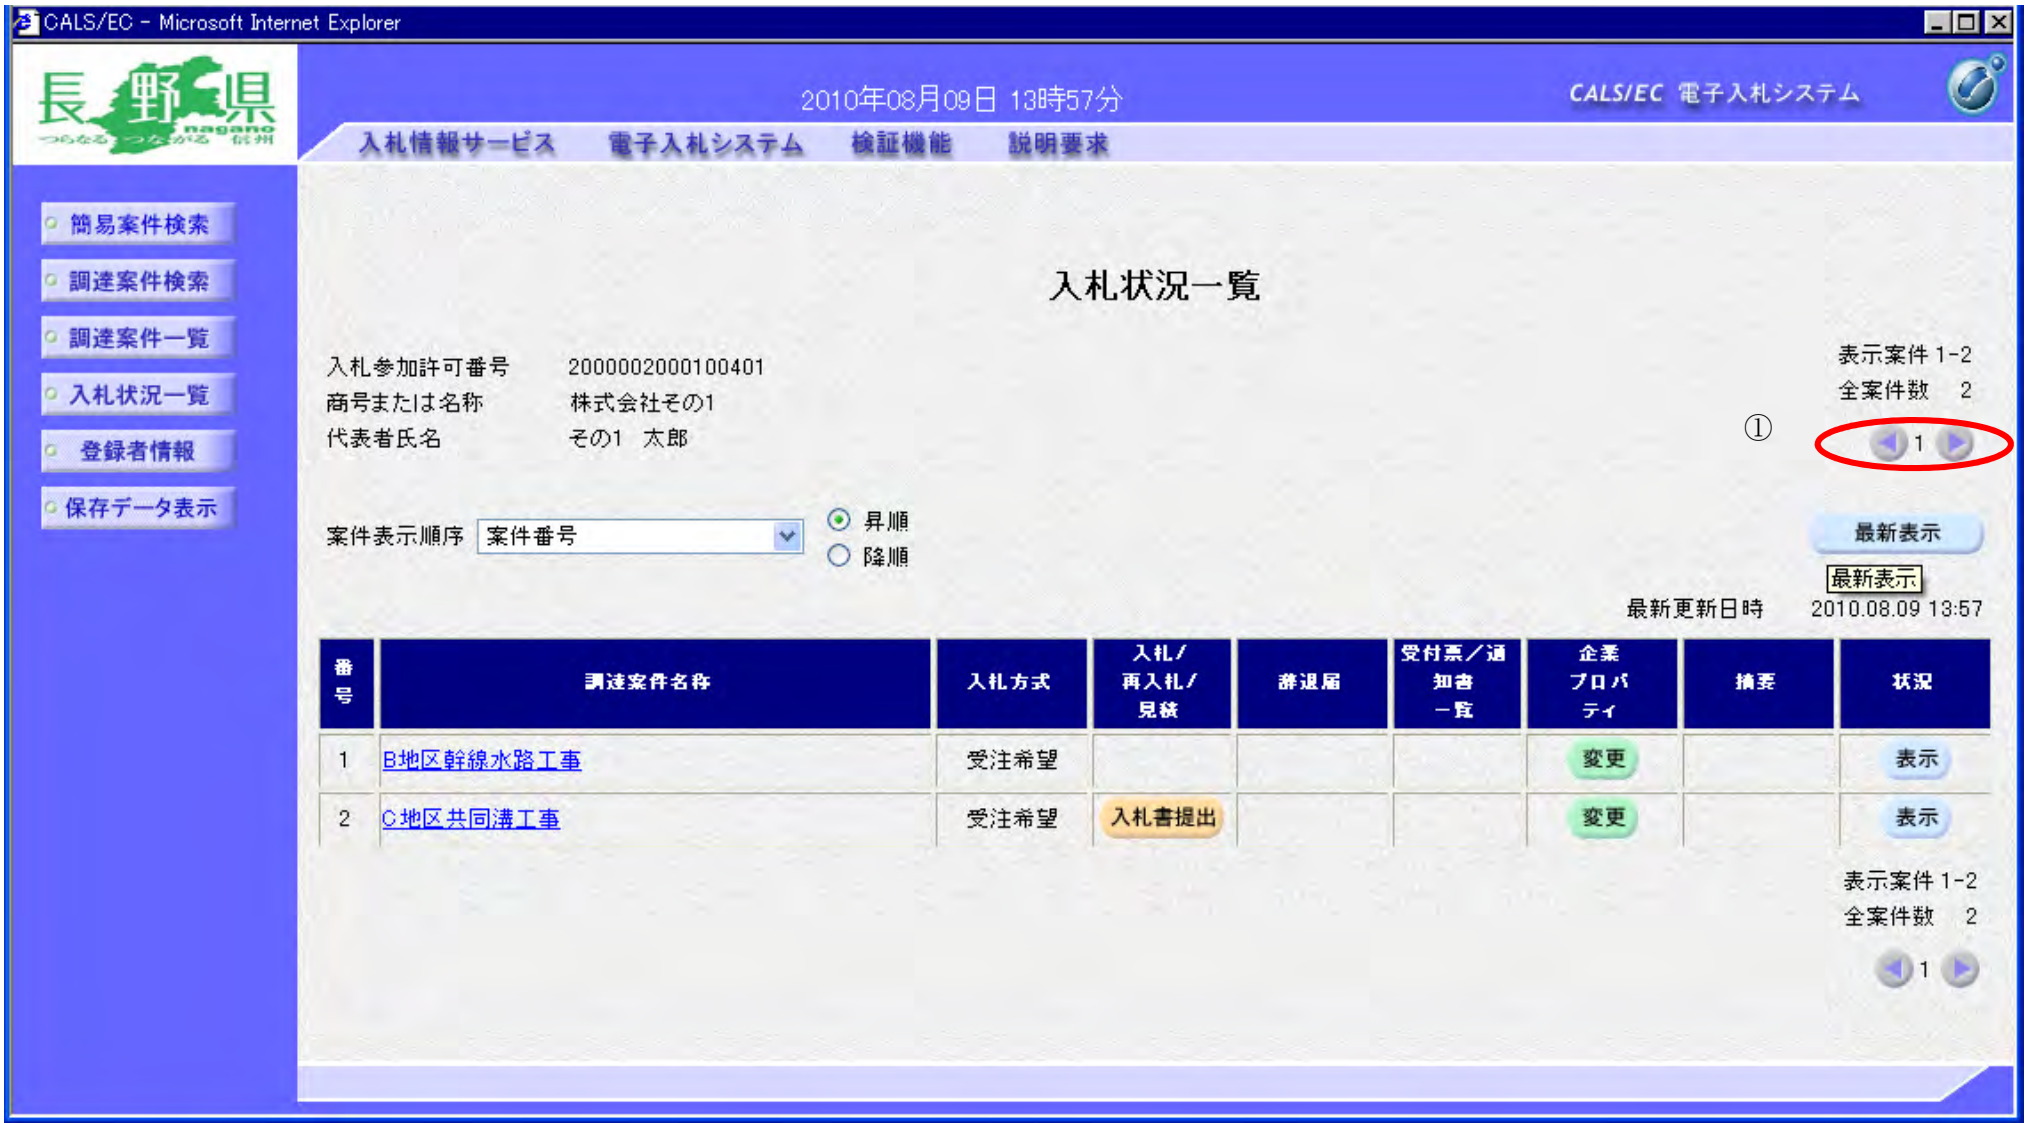 CALS/EC - Microsoft Internet Explorer
長野県
nagano
つらなる つながる 信州
2010年08月09日 13時57分
CALS/EC 電子入札システム
入札情報サービス 電子入札システム 検証機能 説明要求
簡易案件検索
調達案件検索
調達案件一覧
入札状況一覧
登録者情報
保存データ表示
入札状況一覧
表示案件 1-2
全案件数 2
入札参加許可番号 2000002000100401
商号または名称 株式会社その1
代表者氏名 その1 太郎
①
1
案件表示順序 案件番号
昇順
降順
最新表示
最新表示
最新更新日時 2010.08.09 13:57
番号 調達案件名称 入札方式 入札/再入札/見積 辞退届 受付票/通知書一覧 企業プロパティ 摘要 状況
1 B地区幹線水路工事 受注希望 変更 表示
2 C地区共同溝工事 受注希望 入札書提出 変更 表示
表示案件 1-2
全案件数 2
1